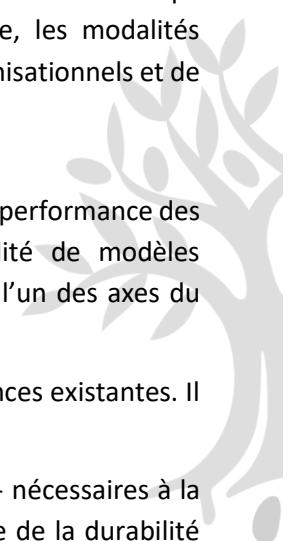 e, les modalités
nisationnels et de
performance des
lité de modèles
l’un des axes du
nces existantes. Il
- nécessaires à la
e de la durabilité